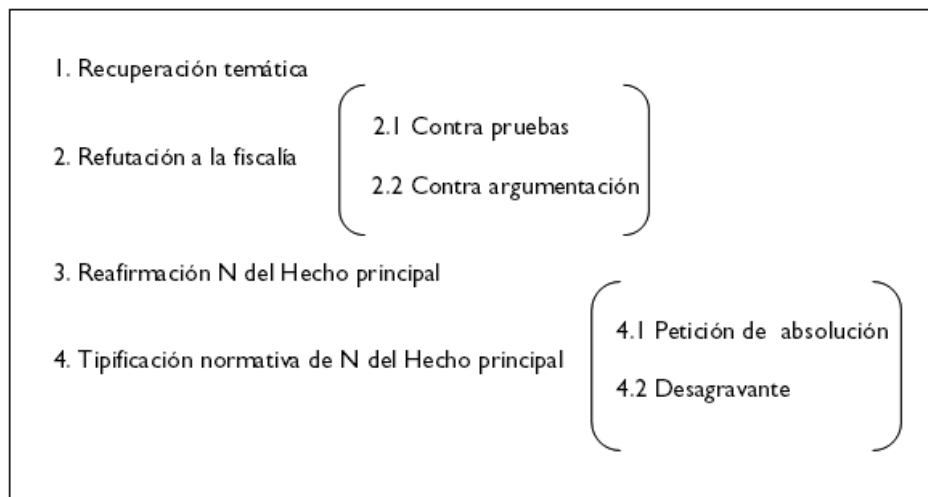 1. Recuperación temática
2. Refutación a la fiscalía
2.1 Contra pruebas
2.2 Contra argumentación
3. Reafirmación N del Hecho principal
4. Tipificación normativa de N del Hecho principal
4.1 Petición de absolución
4.2 Desagravante